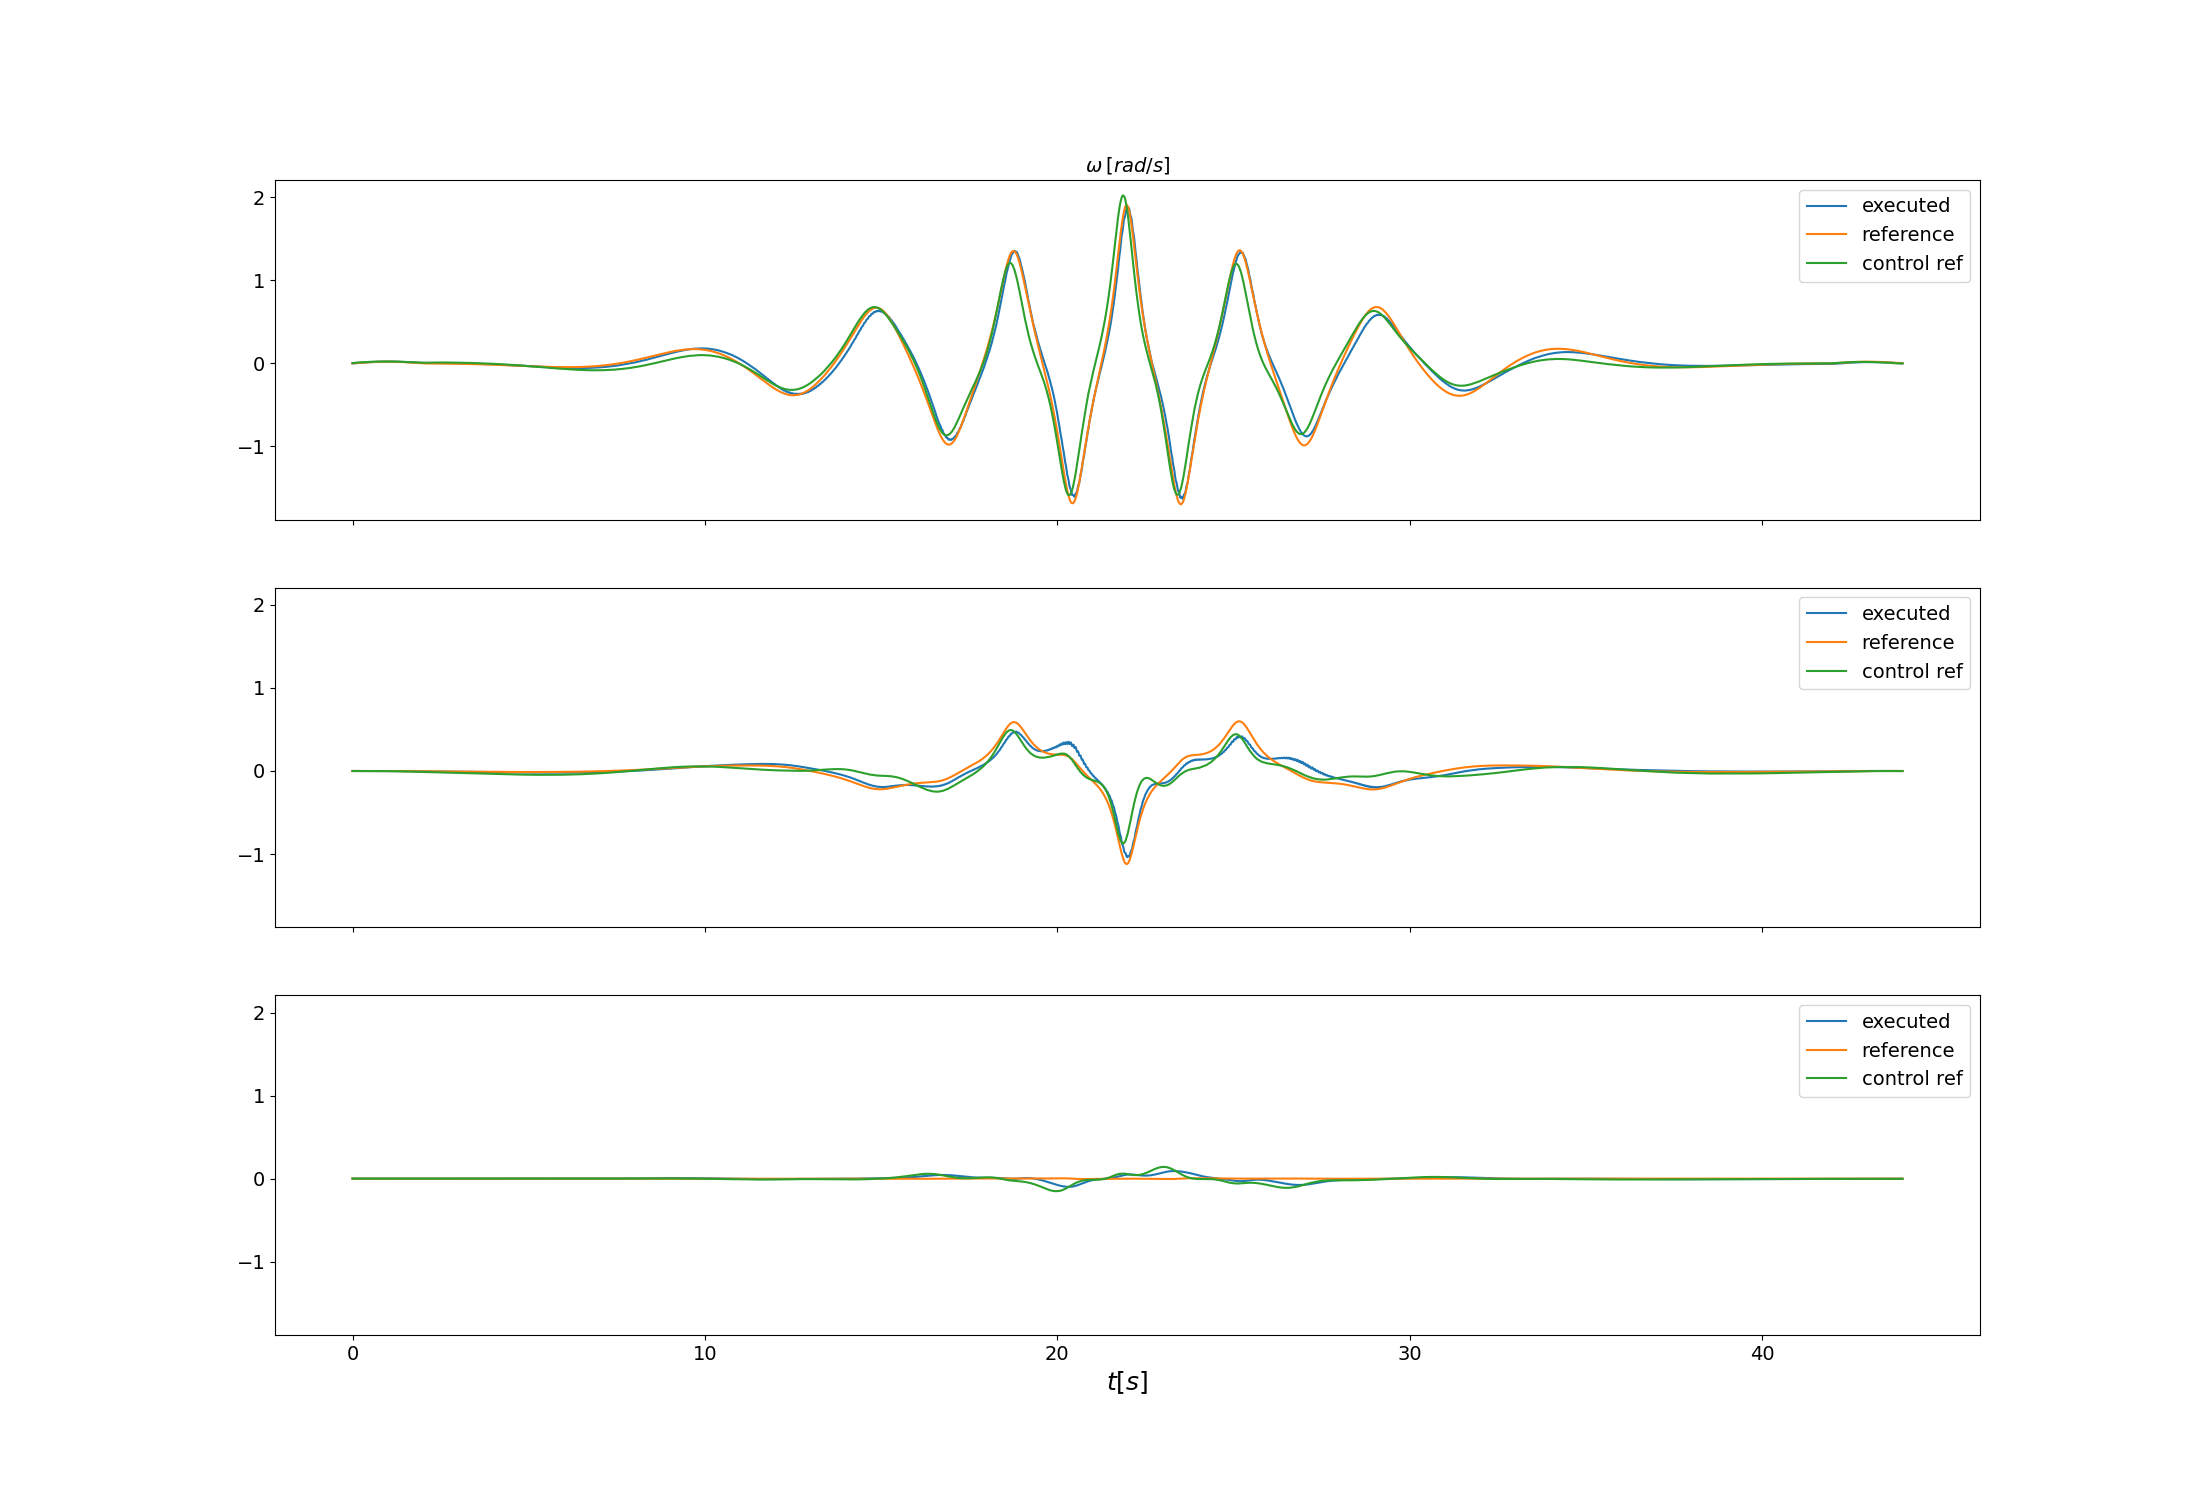 ω [rad/s]
2
1
0
−1
executed
reference
control ref
2
1
0
−1
executed
reference
control ref
2
1
0
−1
executed
reference
control ref
0 10 20 30 40
t[s]